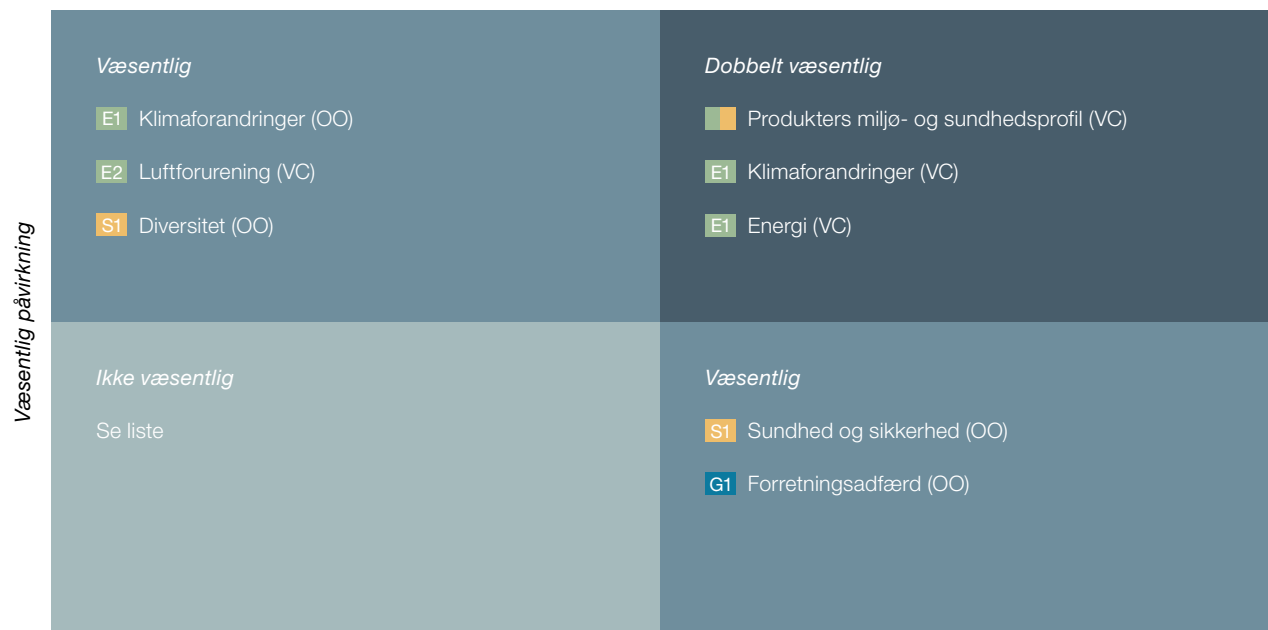 Væsentlig påvirkning
Væsentlig
E1 Klimaforandringer (OO)
E2 Luftforurening (VC)
S1 Diversitet (OO)
Dobbelt væsentlig
Produkters miljø- og sundhedsprofil (VC)
E1 Klimaforandringer (VC)
E1 Energi (VC)
Ikke væsentlig
Se liste
Væsentlig
S1 Sundhed og sikkerhed (OO)
G1 Forretningsadfærd (OO)